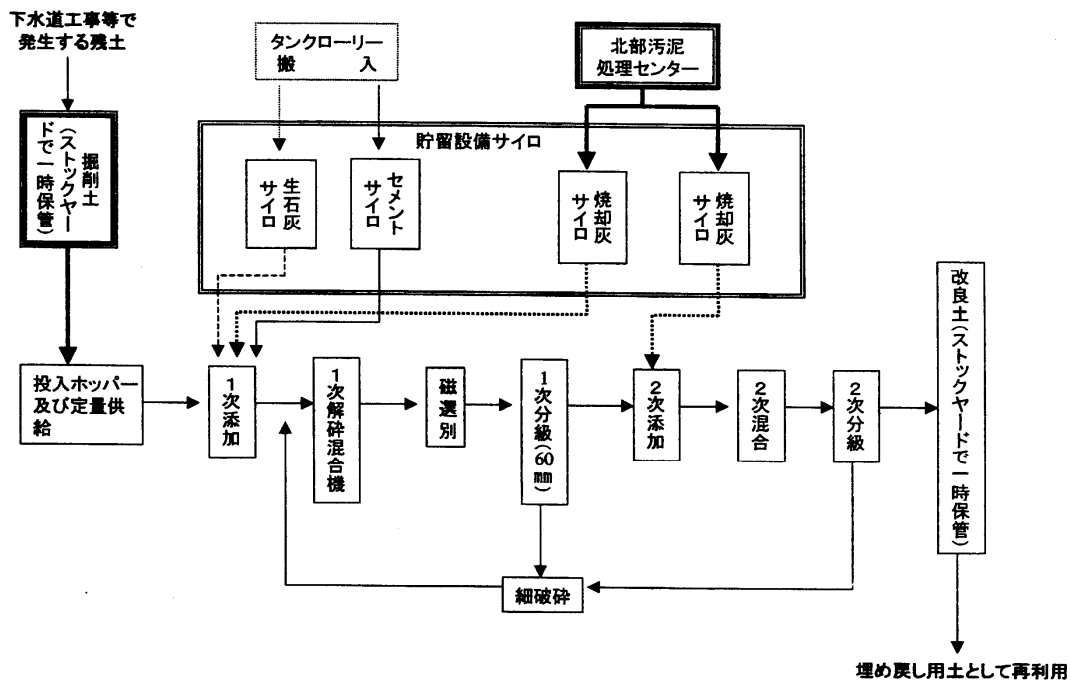 下水道工事等で
発生する残土
タンクローリー
搬 入
北部汚泥
処理センター
掘削土
(ストックヤー
ドで一時保管)
貯留設備サイロ
生石灰
サイロ
セメント
サイロ
焼却灰
サイロ
焼却灰
サイロ
投入ホッパー
及び定量供
給
1次添加
1次解砕混合機
磁選別
1次分級(60mm)
2次添加
2次混合
2次分級
改良土(ストックヤードで一時保管)
細破砕
埋め戻し用土として再利用